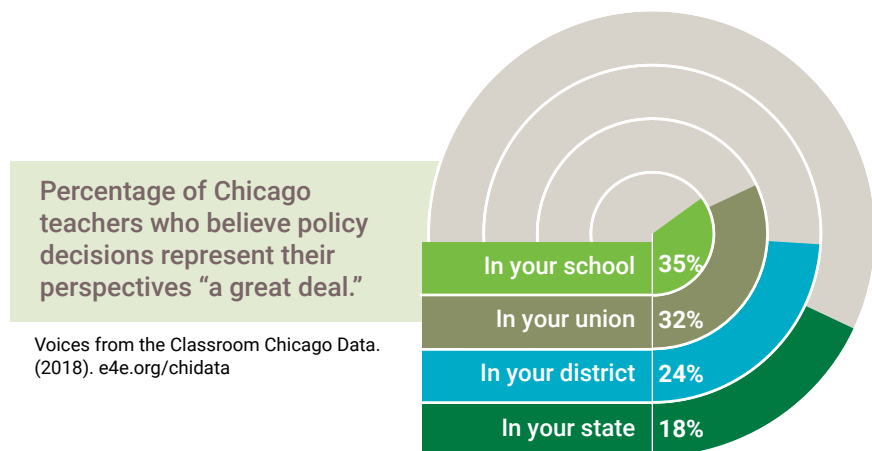 Percentage of Chicago
teachers who believe policy
decisions represent their
perspectives “a great deal.”
Voices from the Classroom Chicago Data.
(2018). e4e.org/chidata
In your school 35%
In your union 32%
In your district 24%
In your state 18%